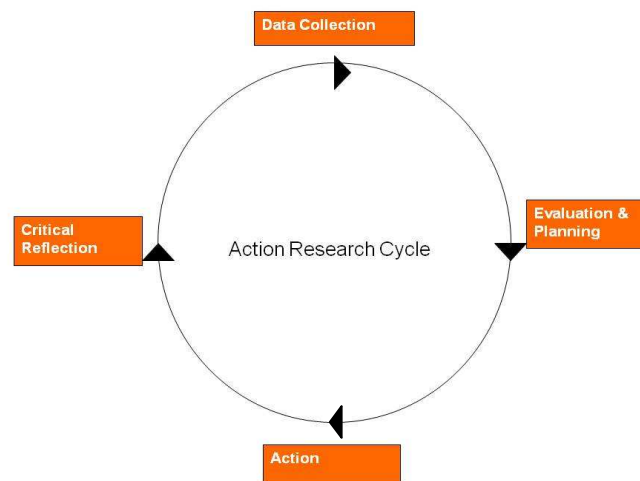 Data Collection
Evaluation &
Planning
Critical
Reflection
Action Research Cycle
Action